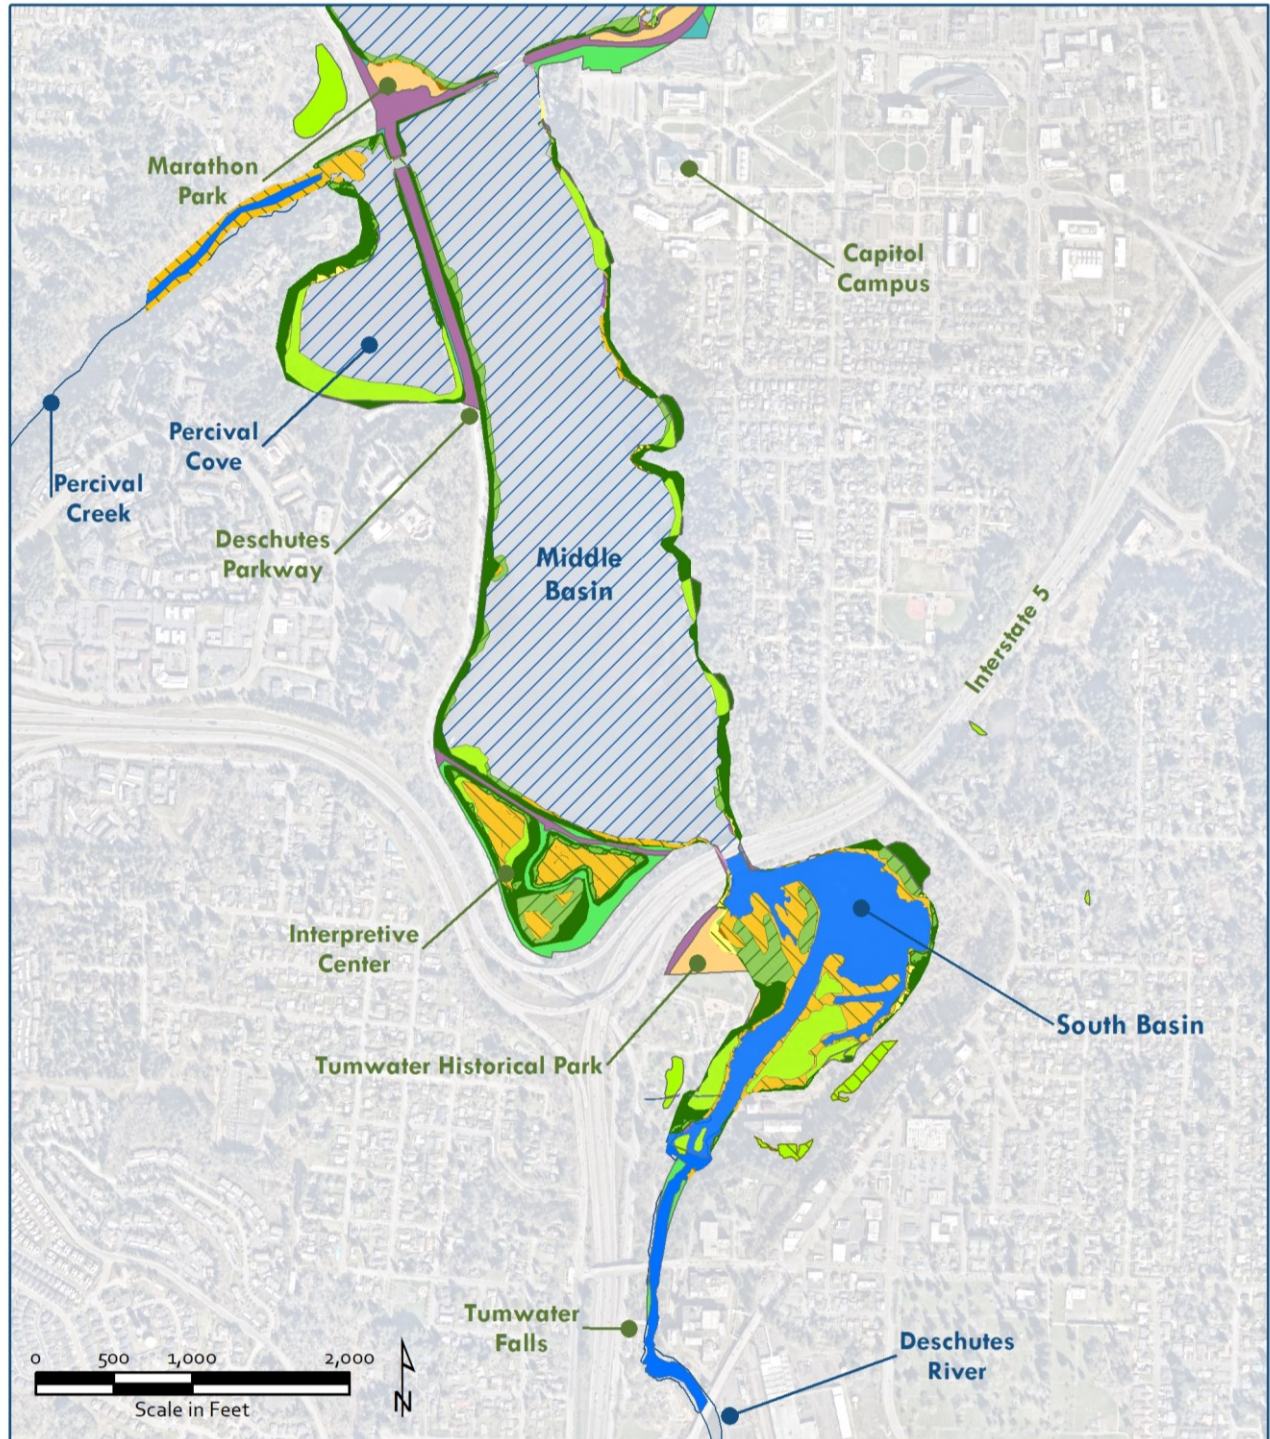 Marathon
Park
Capitol
Campus
Percival
Cove
Percival
Creek
Deschutes
Parkway
Middle
Basin
Interstate 5
Interpretive
Center
South Basin
Tumwater Historical Park
Tumwater
Falls
Deschutes
River
0 500 1,000 2,000
Scale in Feet
N